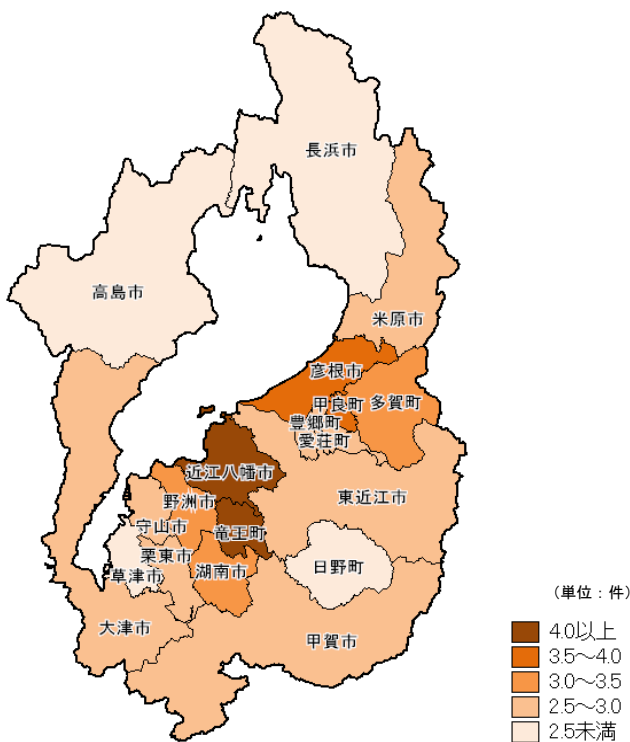 長浜市
高島市
米原市
彦根市
甲良町
多賀町
豊郷町
愛荘町
近江八幡市
東近江市
野洲市
守山市
竜王町
栗東市
湖南市
草津市
日野町
大津市
甲賀市
(単位:件)
4.0以上
3.5~4.0
3.0~3.5
2.5~3.0
2.5未満